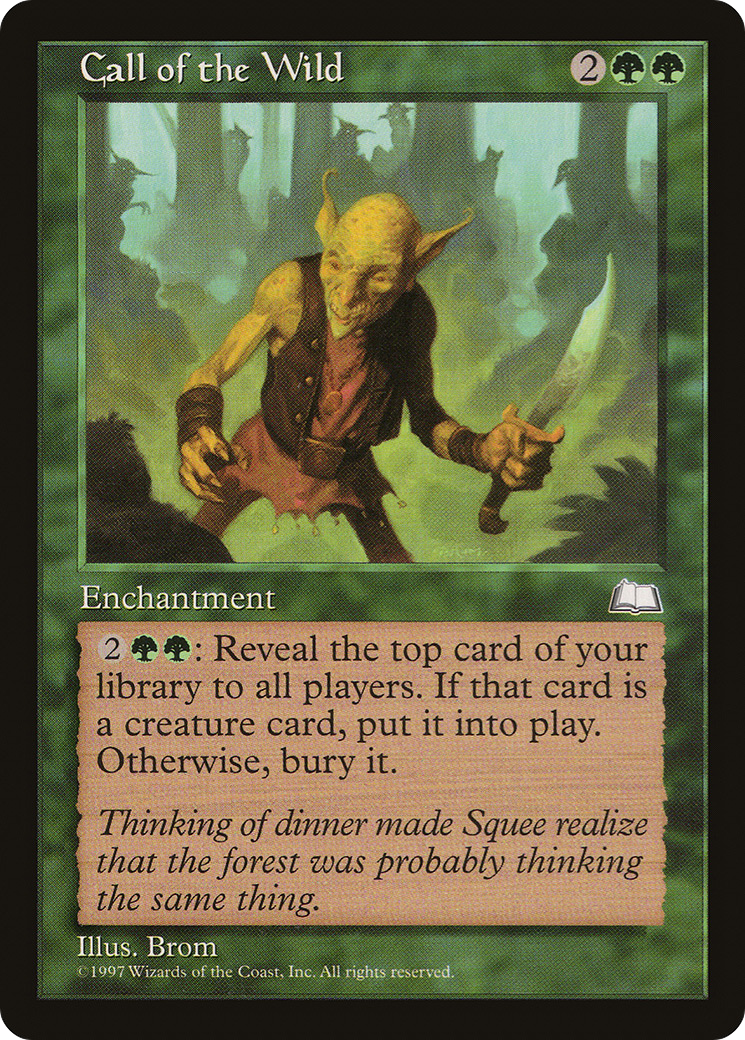 Call of the Wild
2
Enchantment
2 : Reveal the top card of your
library to all players. If that card is
a creature card, put it into play.
Otherwise, bury it.
Thinking of dinner made Squee realize
that the forest was probably thinking
the same thing.
Illus. Brom
©1997 Wizards of the Coast, Inc. All rights reserved.